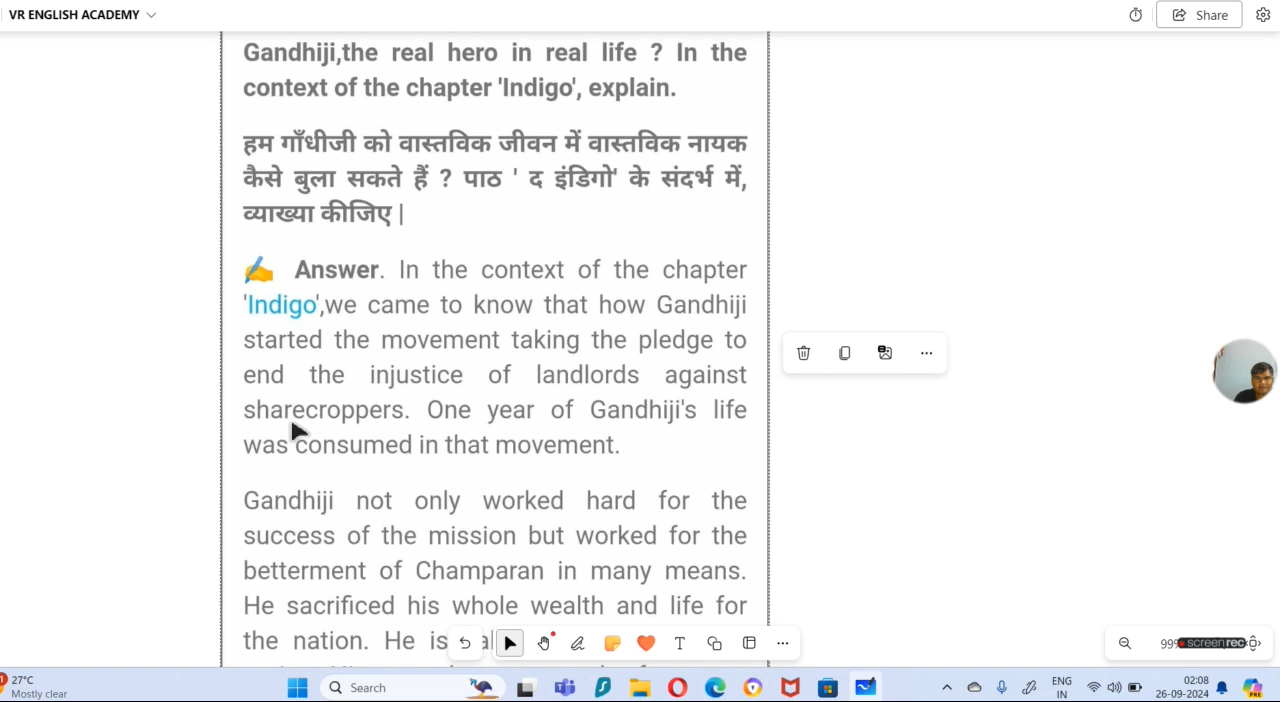 VR ENGLISH ACADEMY
Share
Gandhiji,the real hero in real life ? In the
context of the chapter 'Indigo', explain.
हम गाँधीजी को वास्तविक जीवन में वास्तविक नायक
कैसे बुला सकते हैं ? पाठ ' द इंडिगो' के संदर्भ में,
व्याख्या कीजिए |
✍️ Answer. In the context of the chapter
'Indigo',we came to know that how Gandhiji
started the movement taking the pledge to
end the injustice of landlords against
sharecroppers. One year of Gandhiji's life
was consumed in that movement.
Gandhiji not only worked hard for the
success of the mission but worked for the
betterment of Champaran in many means.
He sacrificed his whole wealth and life for
the nation. He is
99%
screenrec
1
27°C
Mostly clear
Search
ENG
IN
02:08
26-09-2024